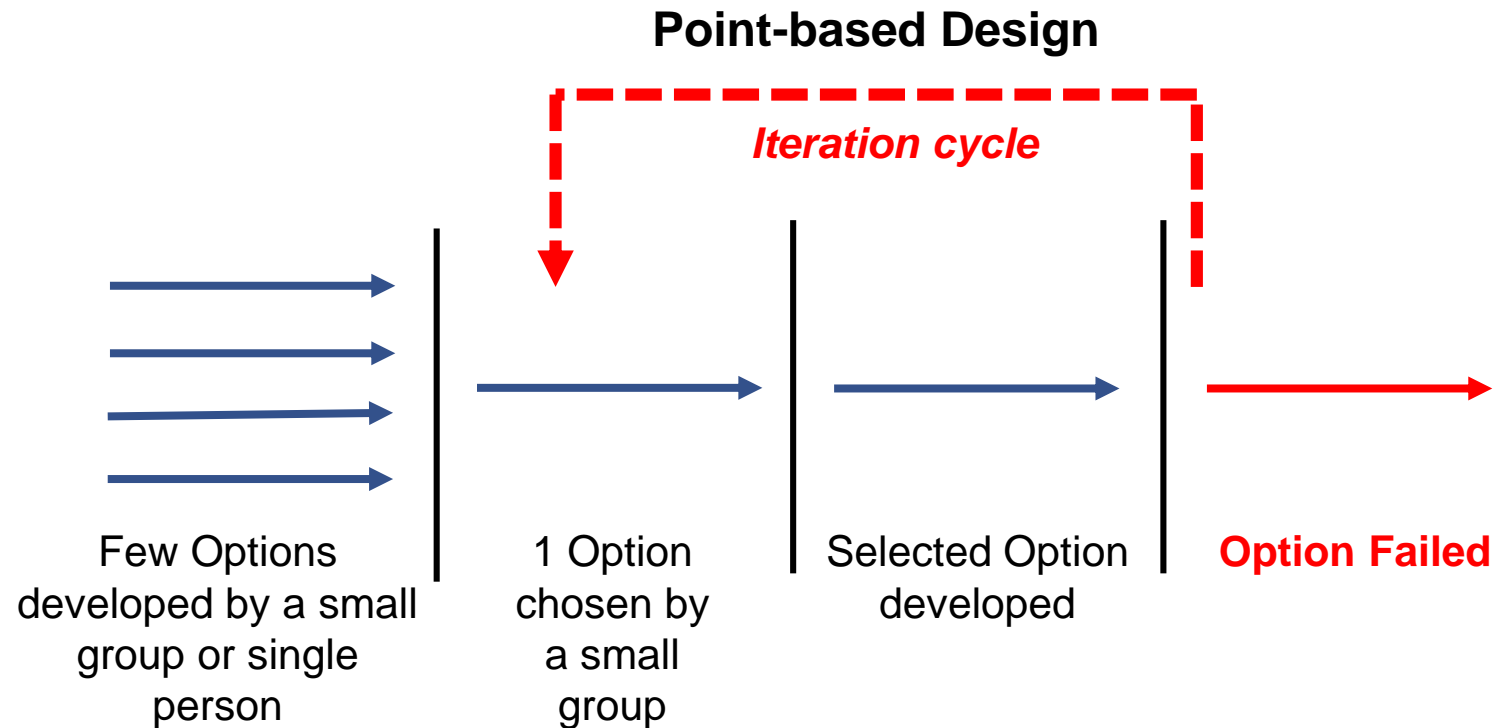 Point-based Design
Iteration cycle
Few Options
developed by a small
group or single
person
1 Option
chosen by
a small
group
Selected Option
developed
Option Failed